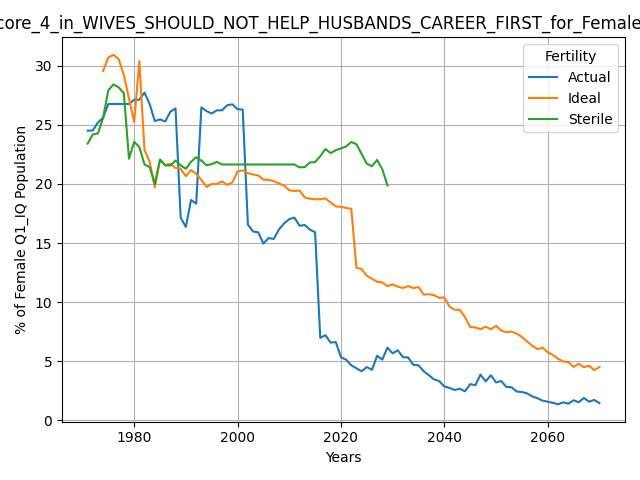 core_4_in_WIVES_SHOULD_NOT_HELP_HUSBANDS_CAREER_FIRST_for_Female
Fertility
Actual
Ideal
Sterile
% of Female Q1_IQ Population
30
25
20
15
10
5
0
1980 2000 2020 2040 2060
Years